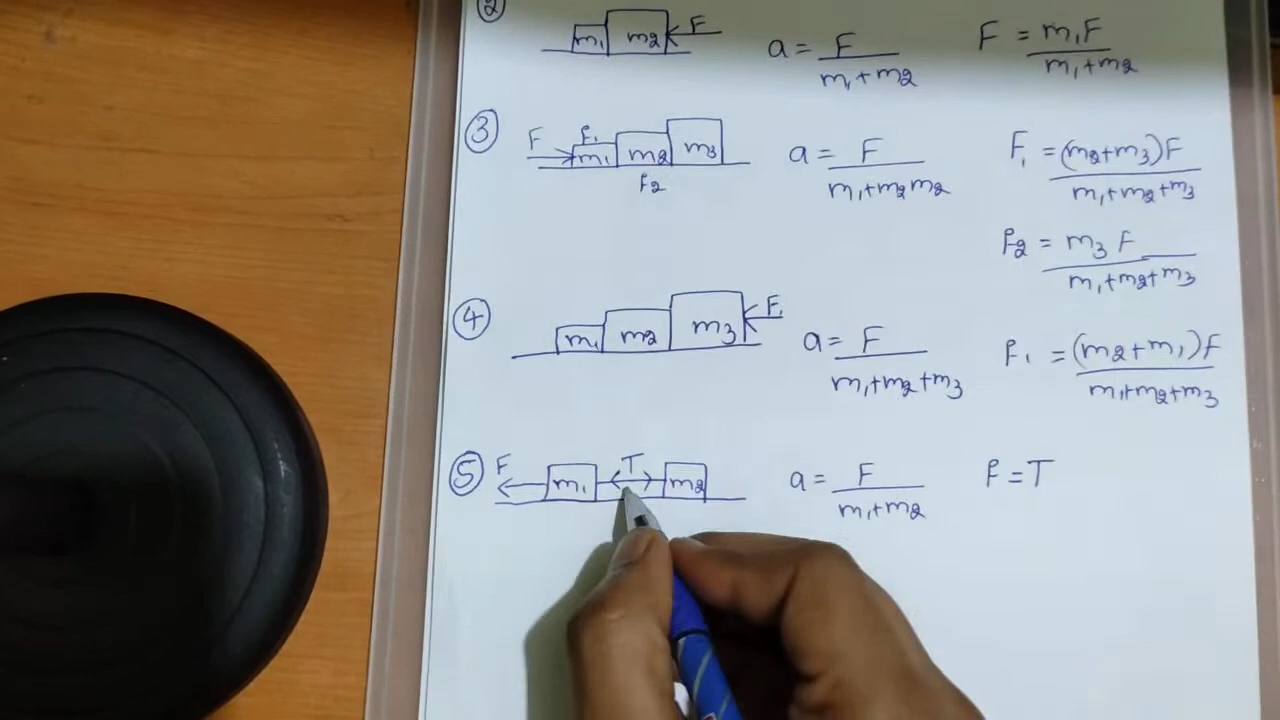 ② m1 m2 F a = F/(m1+m2) F = m1F/(m1+m2)
③ F f1 m1 m2 m3 f2 a = F/(m1+m2m2) F1 = (m2+m3)F/(m1+m2+m3)
f2 = m3 F/(m1+m2+m3)
④ m1 m2 m3 F1 a = F/(m1+m2+m3) f1 = (m2+m1)F/(m1+m2+m3)
⑤ F m1 T m2 a = F/(m1+m2) F = T